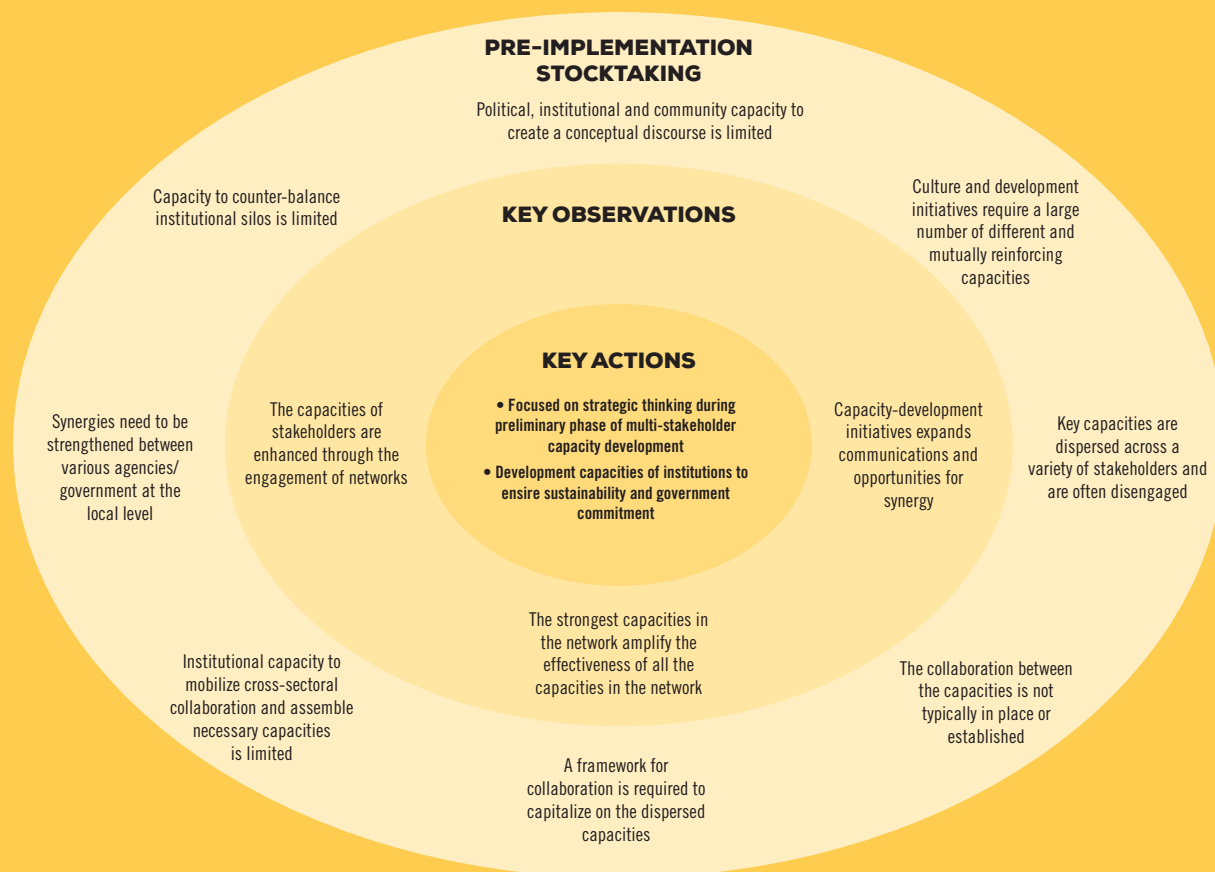 PRE-IMPLEMENTATION
STOCKTAKING
Political, institutional and community capacity to
create a conceptual discourse is limited
Capacity to counter-balance
institutional silos is limited
Culture and development
initiatives require a large
number of different and
mutually reinforcing
capacities
KEY OBSERVATIONS
KEY ACTIONS
• Focused on strategic thinking during
preliminary phase of multi-stakeholder
capacity development
• Development capacities of institutions to
ensire sustainability and government
commitment
Synergies need to be
strengthened between
various agencies/
government at the
local level
The capacities of
stakeholders are
enhanced through the
engagement of networks
Capacity-development
initiatives expands
communications and
opportunities for
synergy
Key capacities are
dispersed across a
variety of stakeholders and
are often disengaged
The strongest capacities in
the network amplify the
effectiveness of all the
capacities in the network
Institutional capacity to
mobilize cross-sectoral
collaboration and assemble
necessary capacities
is limited
The collaboration between
the capacities is not
typically in place or
established
A framework for
collaboration is required to
capitalize on the dispersed
capacities